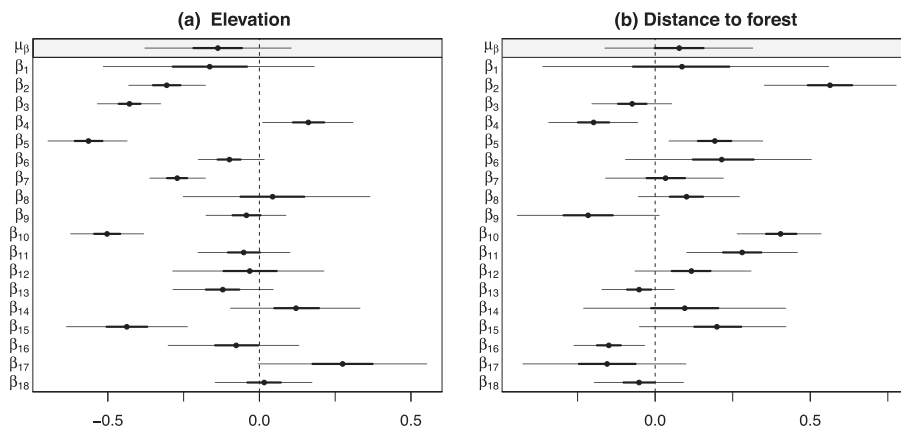 (a) Elevation
μβ
β1
β2
β3
β4
β5
β6
β7
β8
β9
β10
β11
β12
β13
β14
β15
β16
β17
β18
−0.5 0.0 0.5
(b) Distance to forest
μβ
β1
β2
β3
β4
β5
β6
β7
β8
β9
β10
β11
β12
β13
β14
β15
β16
β17
β18
0.0 0.5